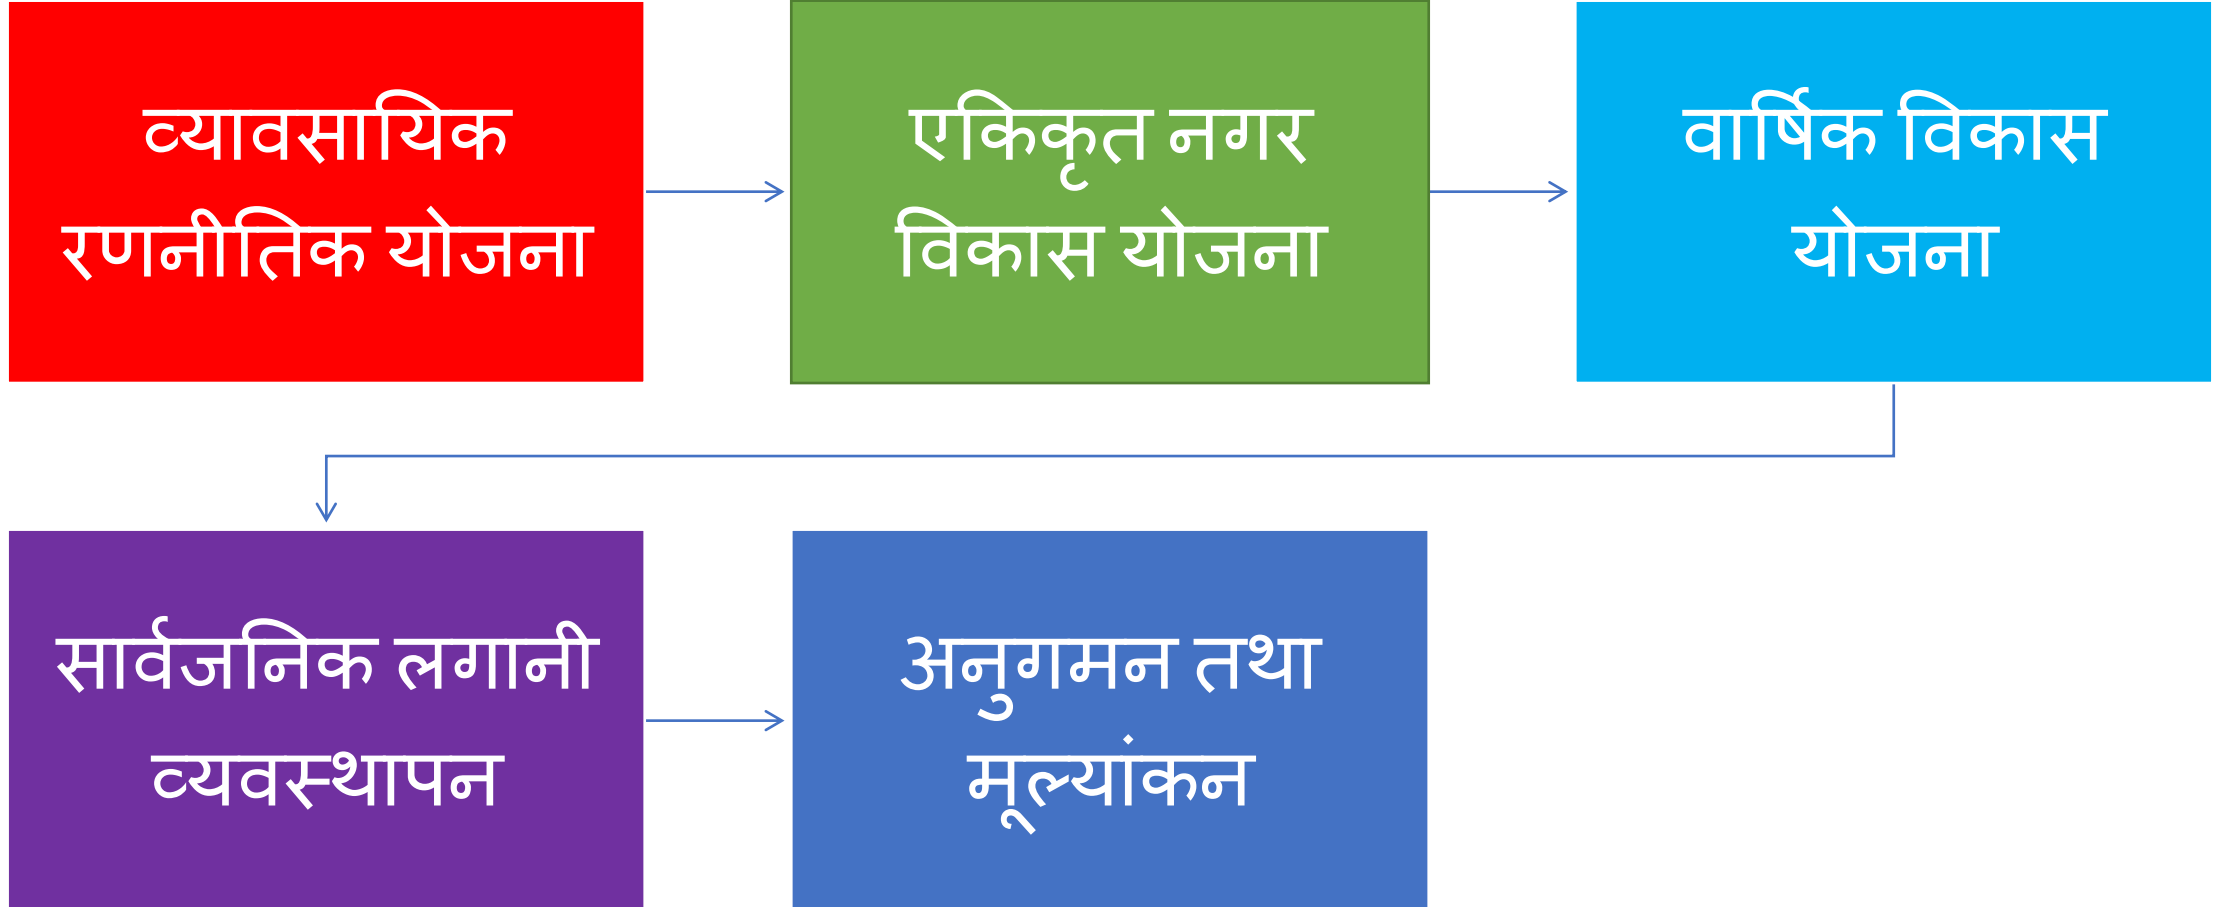 व्यावसायिक
रणनीतिक योजना
एकिकृत नगर
विकास योजना
वार्षिक विकास
योजना
सार्वजनिक लगानी
व्यवस्थापन
अनुगमन तथा
मूल्यांकन